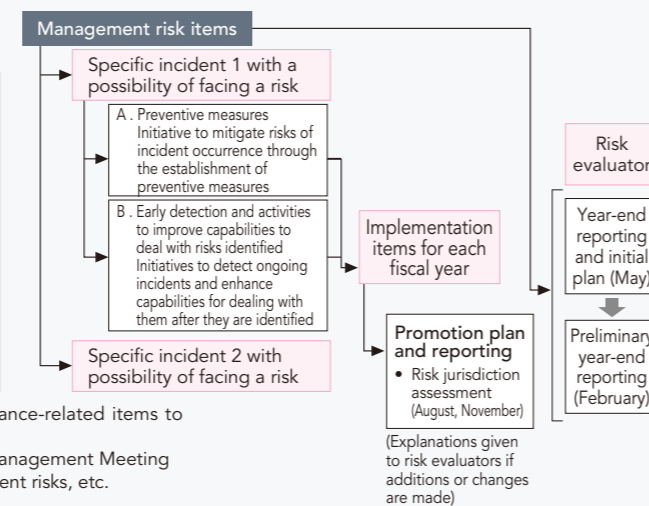 Management risk items
Specific incident 1 with a
possibility of facing a risk
A . Preventive measures
Initiative to mitigate risks of
incident occurrence through
the establishment of
preventive measures
B . Early detection and activities
to improve capabilities to
deal with risks identified
Initiatives to detect ongoing
incidents and enhance
capabilities for dealing with
them after they are identified
Specific incident 2 with
possibility of facing a risk
Implementation
items for each
fiscal year
Promotion plan
and reporting
• Risk jurisdiction
assessment
(August, November)
(Explanations given
to risk evaluators if
additions or changes
are made)
Risk
evaluator
Year-end
reporting
and initial
plan (May)
Preliminary
year-end
reporting
(February)
ance-related items to
anagement Meeting
ent risks, etc.